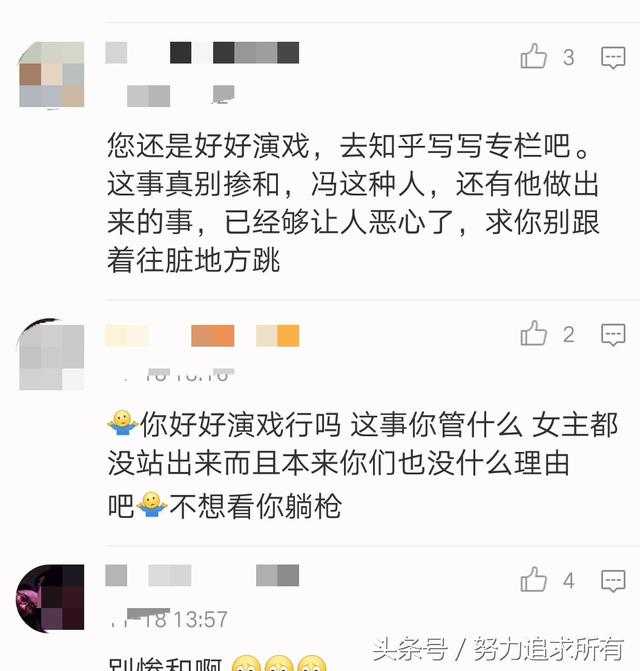 3
您还是好好演戏，去知乎写写专栏吧。
这事真别掺和，冯这种人，还有他做出
来的事，已经够让人恶心了，求你别跟
着往脏地方跳
2
🤷你好好演戏行吗 这事你管什么 女主都
没站出来而且本来你们也没什么理由
吧🤷不想看你躺枪
4
-18 13:57
别掺和啊
头条号 / 努力追求所有